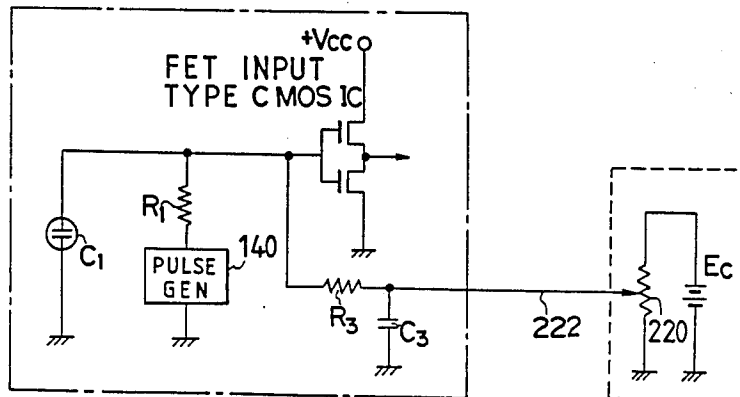 +Vcc
FET INPUT
TYPE CMOS IC
R1
C1
140
PULSE
GEN
R3
C3
222
Ec
220